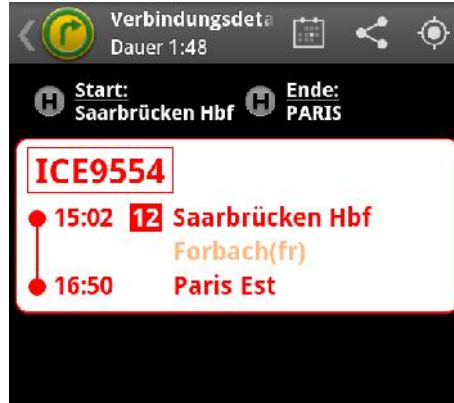 Verbindungsdeta
Dauer 1:48
H Start:
Saarbrücken Hbf
H Ende:
PARIS
ICE9554
15:02 12 Saarbrücken Hbf
Forbach(fr)
16:50 Paris Est